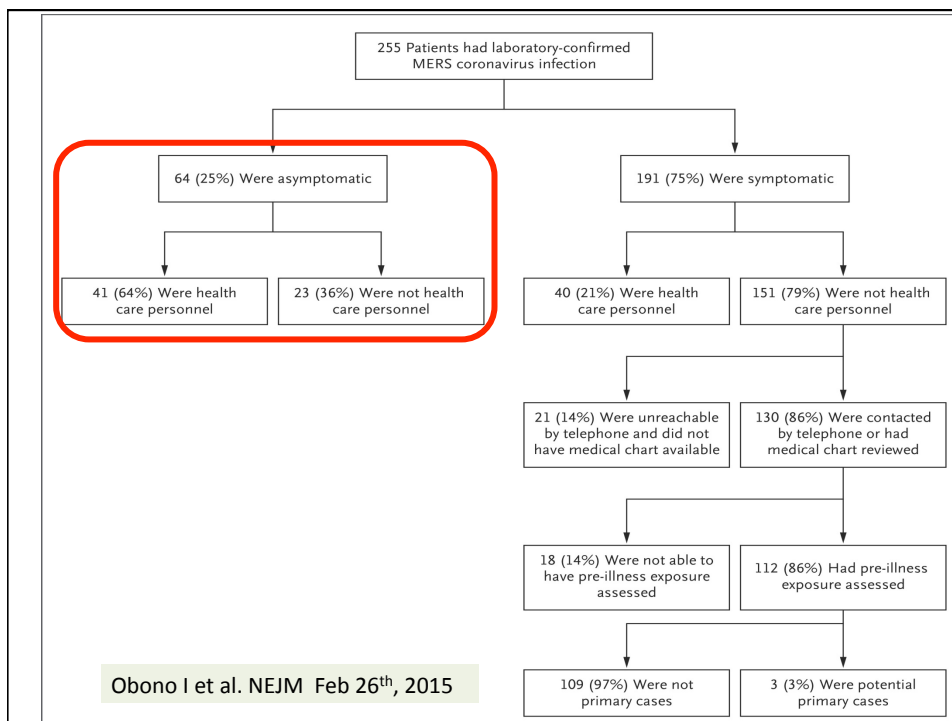 255 Patients had laboratory-confirmed
MERS coronavirus infection
64 (25%) Were asymptomatic
191 (75%) Were symptomatic
41 (64%) Were health
care personnel
23 (36%) Were not health
care personnel
40 (21%) Were health
care personnel
151 (79%) Were not health
care personnel
21 (14%) Were unreachable
by telephone and did not
have medical chart available
130 (86%) Were contacted
by telephone or had
medical chart reviewed
18 (14%) Were not able to
have pre-illness exposure
assessed
112 (86%) Had pre-illness
exposure assessed
109 (97%) Were not
primary cases
3 (3%) Were potential
primary cases
Obono I et al. NEJM Feb 26th, 2015